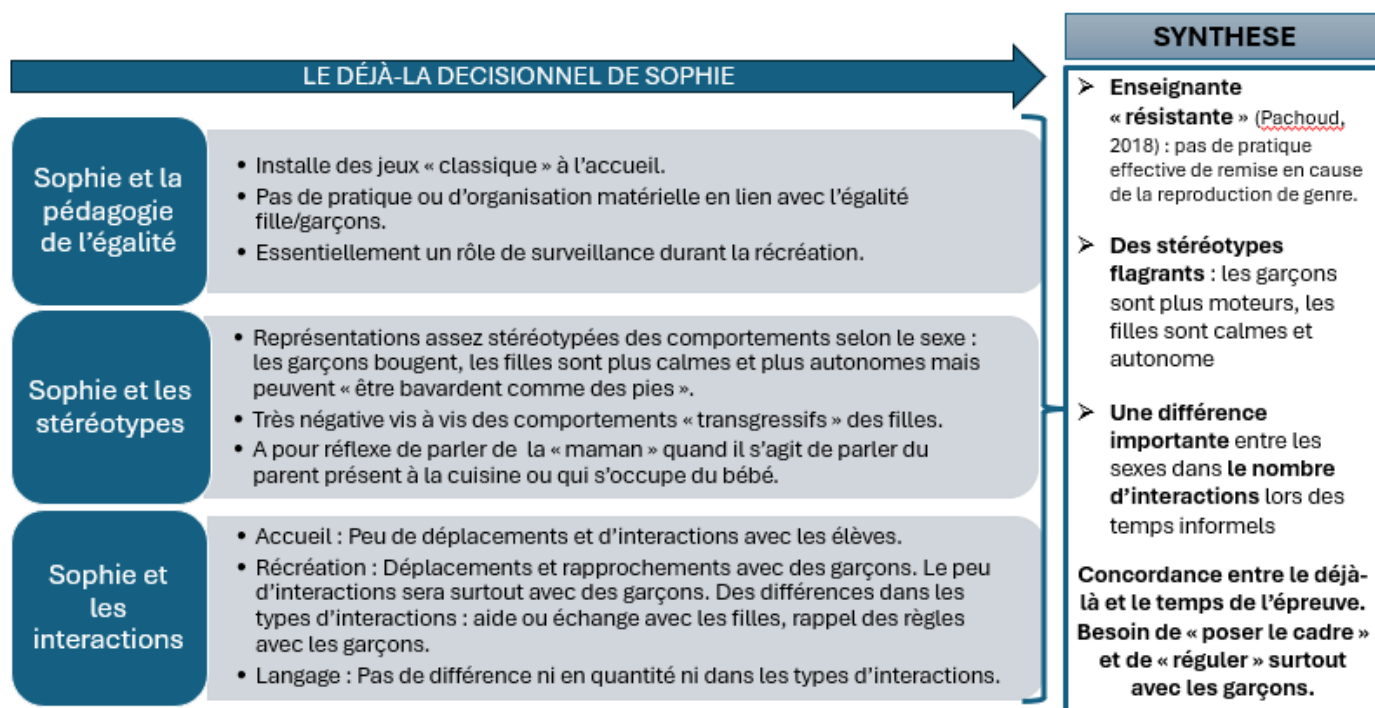 LE DÉJÀ-LA DECISIONNEL DE SOPHIE
Sophie et la
pédagogie
de l'égalité
• Installe des jeux « classique » à l'accueil.
• Pas de pratique ou d'organisation matérielle en lien avec l'égalité
fille/garçons.
• Essentiellement un rôle de surveillance durant la récréation.
Sophie et les
stéréotypes
• Représentations assez stéréotypées des comportements selon le sexe :
les garçons bougent, les filles sont plus calmes et plus autonomes mais
peuvent « être bavardent comme des pies ».
• Très négative vis à vis des comportements « transgressifs » des filles.
• A pour réflexe de parler de la « maman » quand il s'agit de parler du
parent présent à la cuisine ou qui s'occupe du bébé.
Sophie et
les
interactions
• Accueil : Peu de déplacements et d'interactions avec les élèves.
• Récréation : Déplacements et rapprochements avec des garçons. Le peu
d'interactions sera surtout avec des garçons. Des différences dans les
types d'interactions : aide ou échange avec les filles, rappel des règles
avec les garçons.
• Langage : Pas de différence ni en quantité ni dans les types d'interactions.
SYNTHESE
➢ Enseignante
« résistante » (Pachoud,
2018) : pas de pratique
effective de remise en cause
de la reproduction de genre.
➢ Des stéréotypes
flagrants : les garçons
sont plus moteurs, les
filles sont calmes et
autonome
➢ Une différence
importante entre les
sexes dans le nombre
d'interactions lors des
temps informels
Concordance entre le déjà-
là et le temps de l'épreuve.
Besoin de « poser le cadre »
et de « réguler » surtout
avec les garçons.